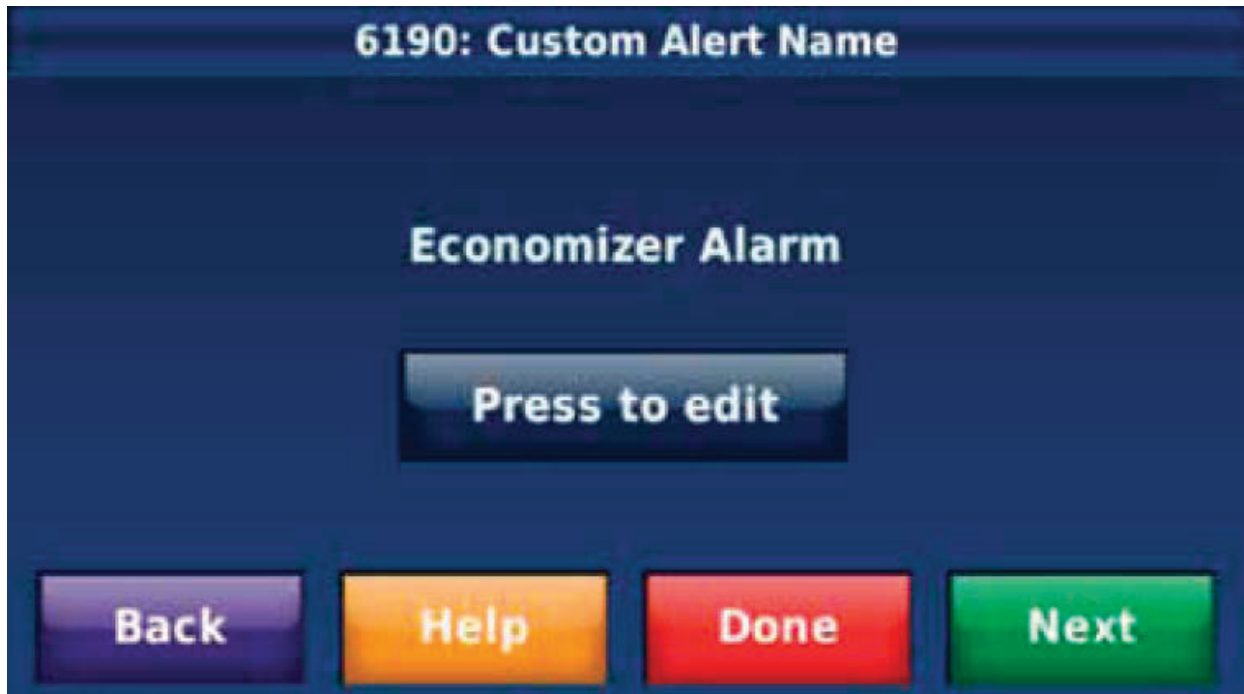 6190: Custom Alert Name
Economizer Alarm
Press to edit
Back Help Done Next